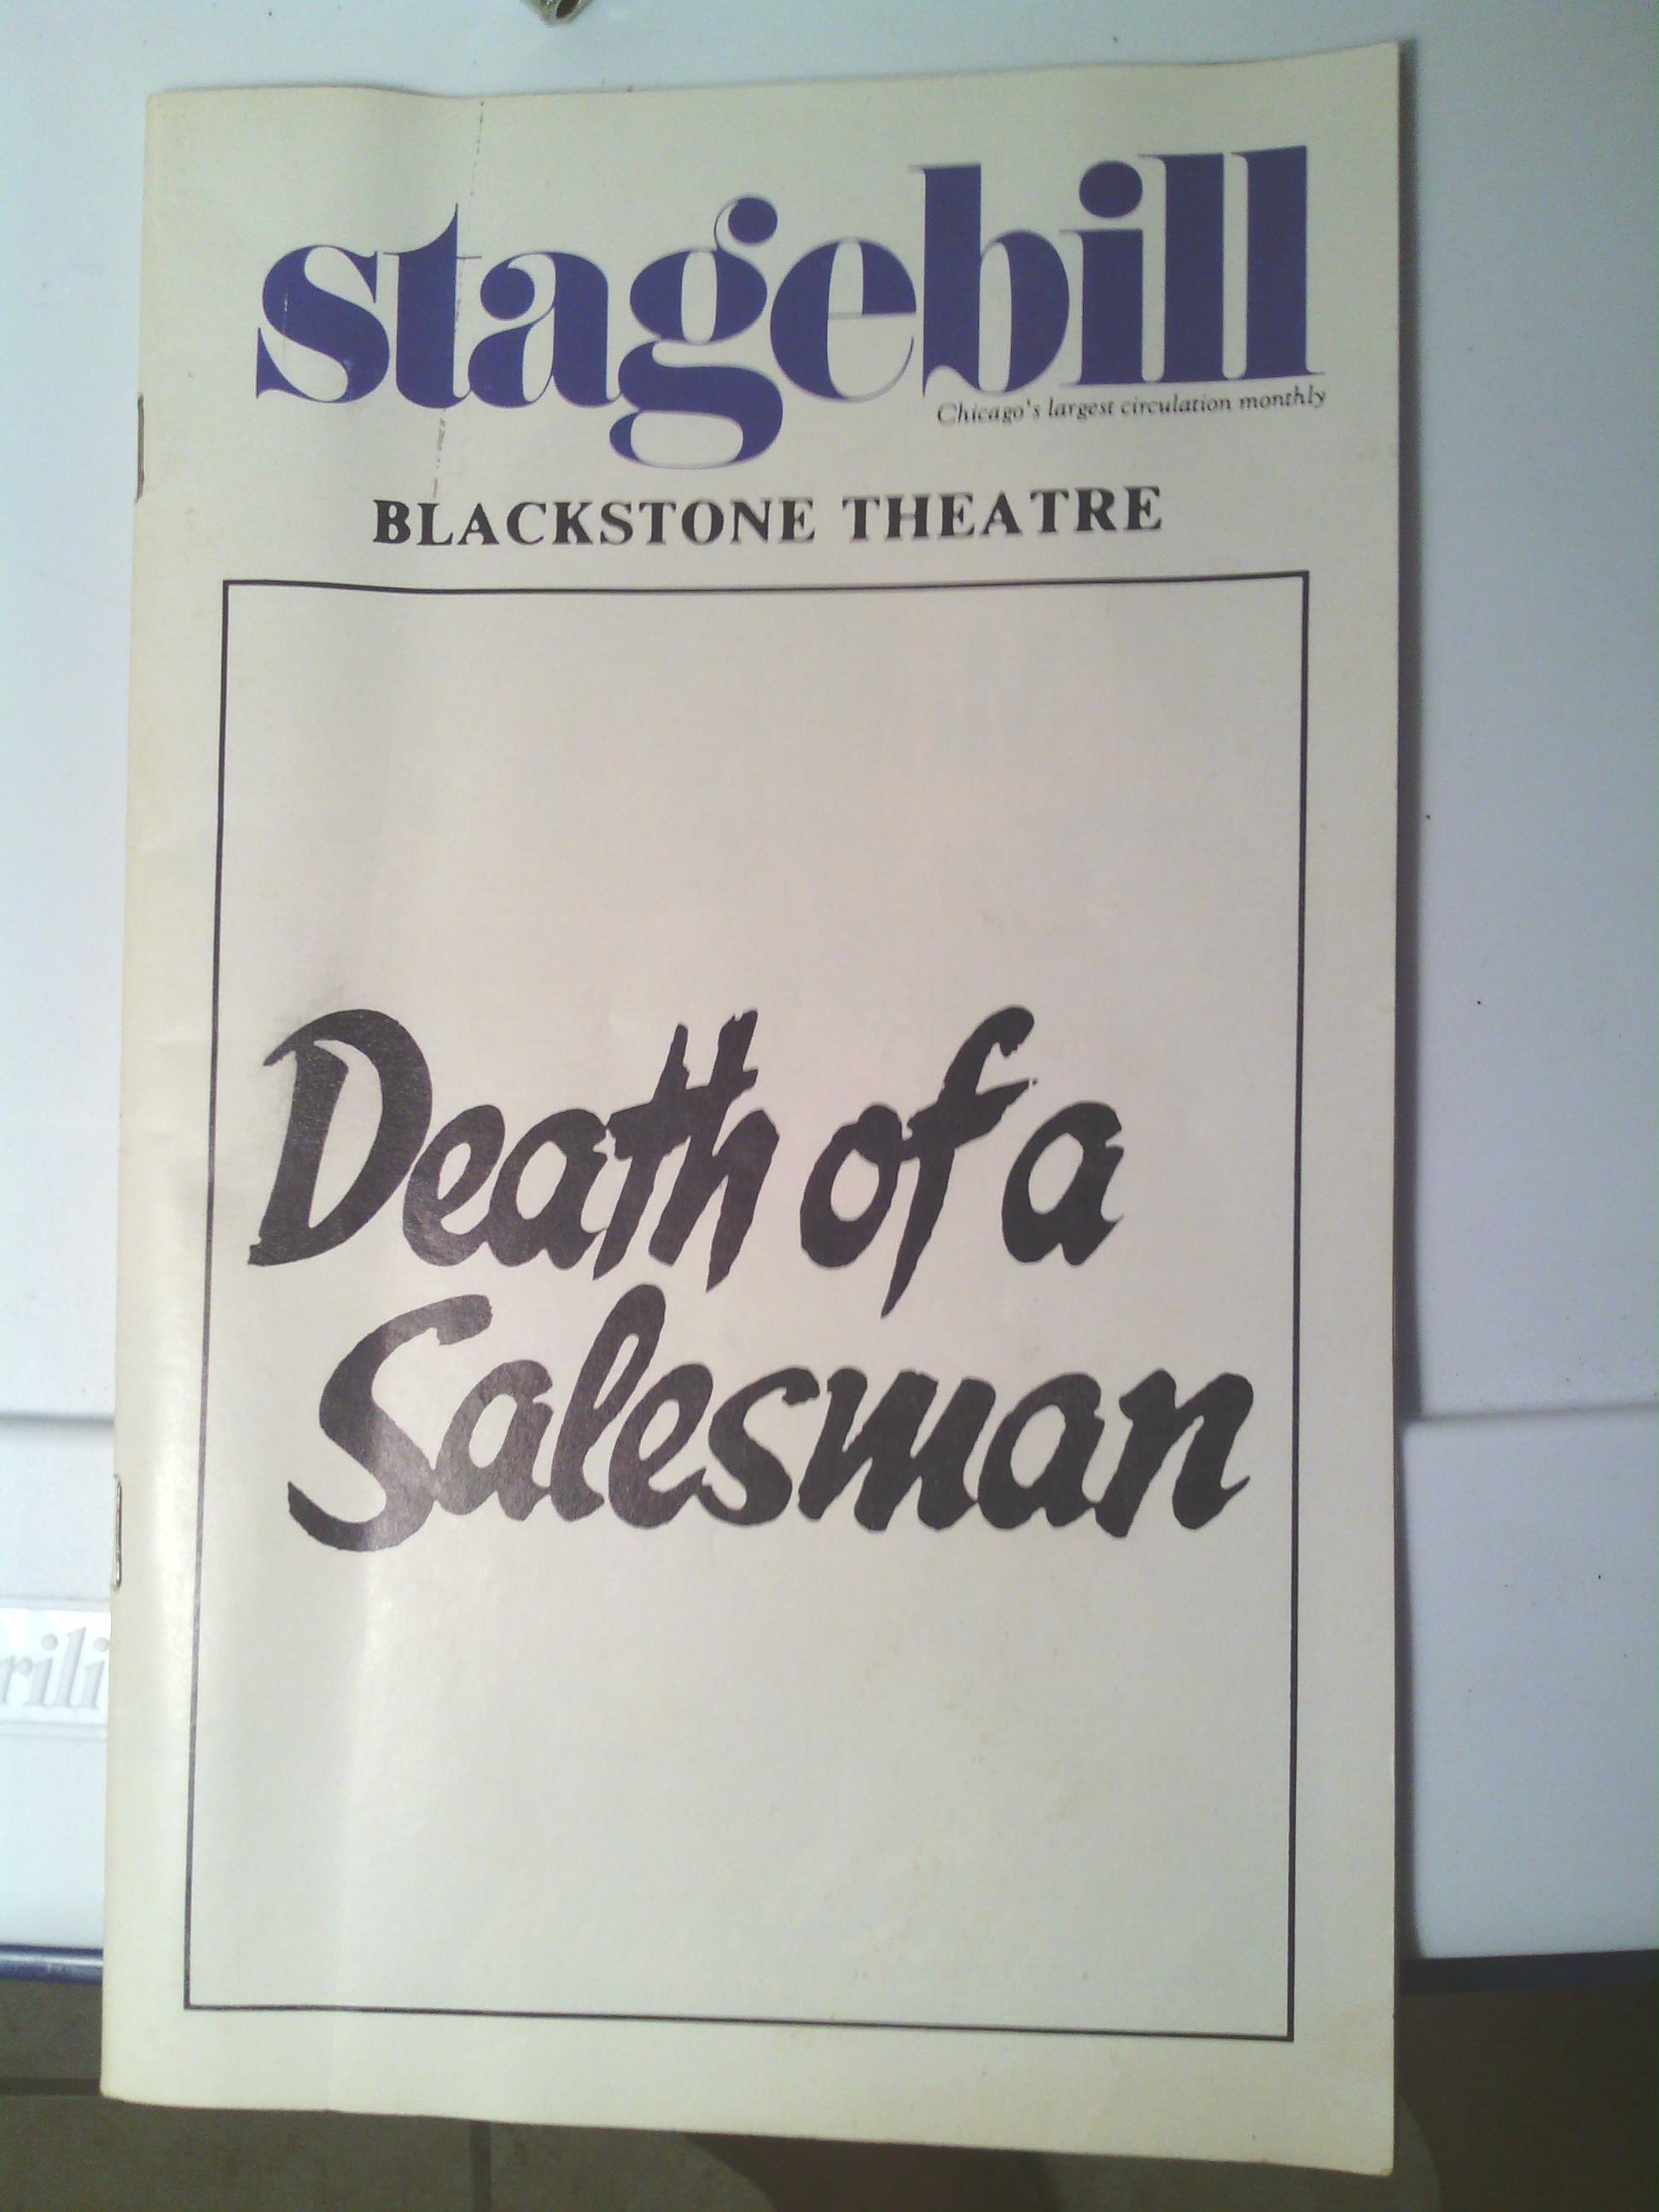 stagebill
Chicago's largest circulation monthly
BLACKSTONE THEATRE
Death of a
Salesman